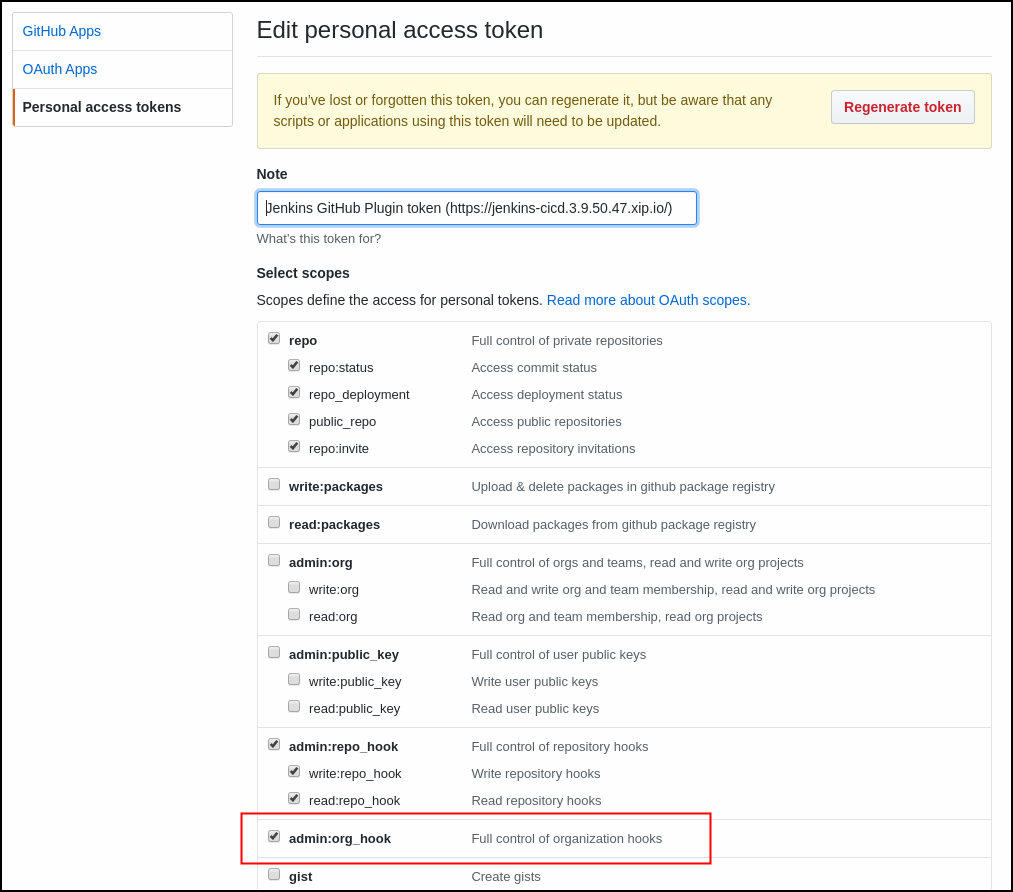 GitHub Apps
OAuth Apps
Personal access tokens
Edit personal access token
If you’ve lost or forgotten this token, you can regenerate it, but be aware that any
scripts or applications using this token will need to be updated.
Regenerate token
Note
Jenkins GitHub Plugin token (https://jenkins-cicd.3.9.50.47.xip.io/)
What’s this token for?
Select scopes
Scopes define the access for personal tokens. Read more about OAuth scopes.
repo Full control of private repositories
repo:status Access commit status
repo_deployment Access deployment status
public_repo Access public repositories
repo:invite Access repository invitations
write:packages Upload & delete packages in github package registry
read:packages Download packages from github package registry
admin:org Full control of orgs and teams, read and write org projects
write:org Read and write org and team membership, read and write org projects
read:org Read org and team membership, read org projects
admin:public_key Full control of user public keys
write:public_key Write user public keys
read:public_key Read user public keys
admin:repo_hook Full control of repository hooks
write:repo_hook Write repository hooks
read:repo_hook Read repository hooks
admin:org_hook Full control of organization hooks
gist Create gists